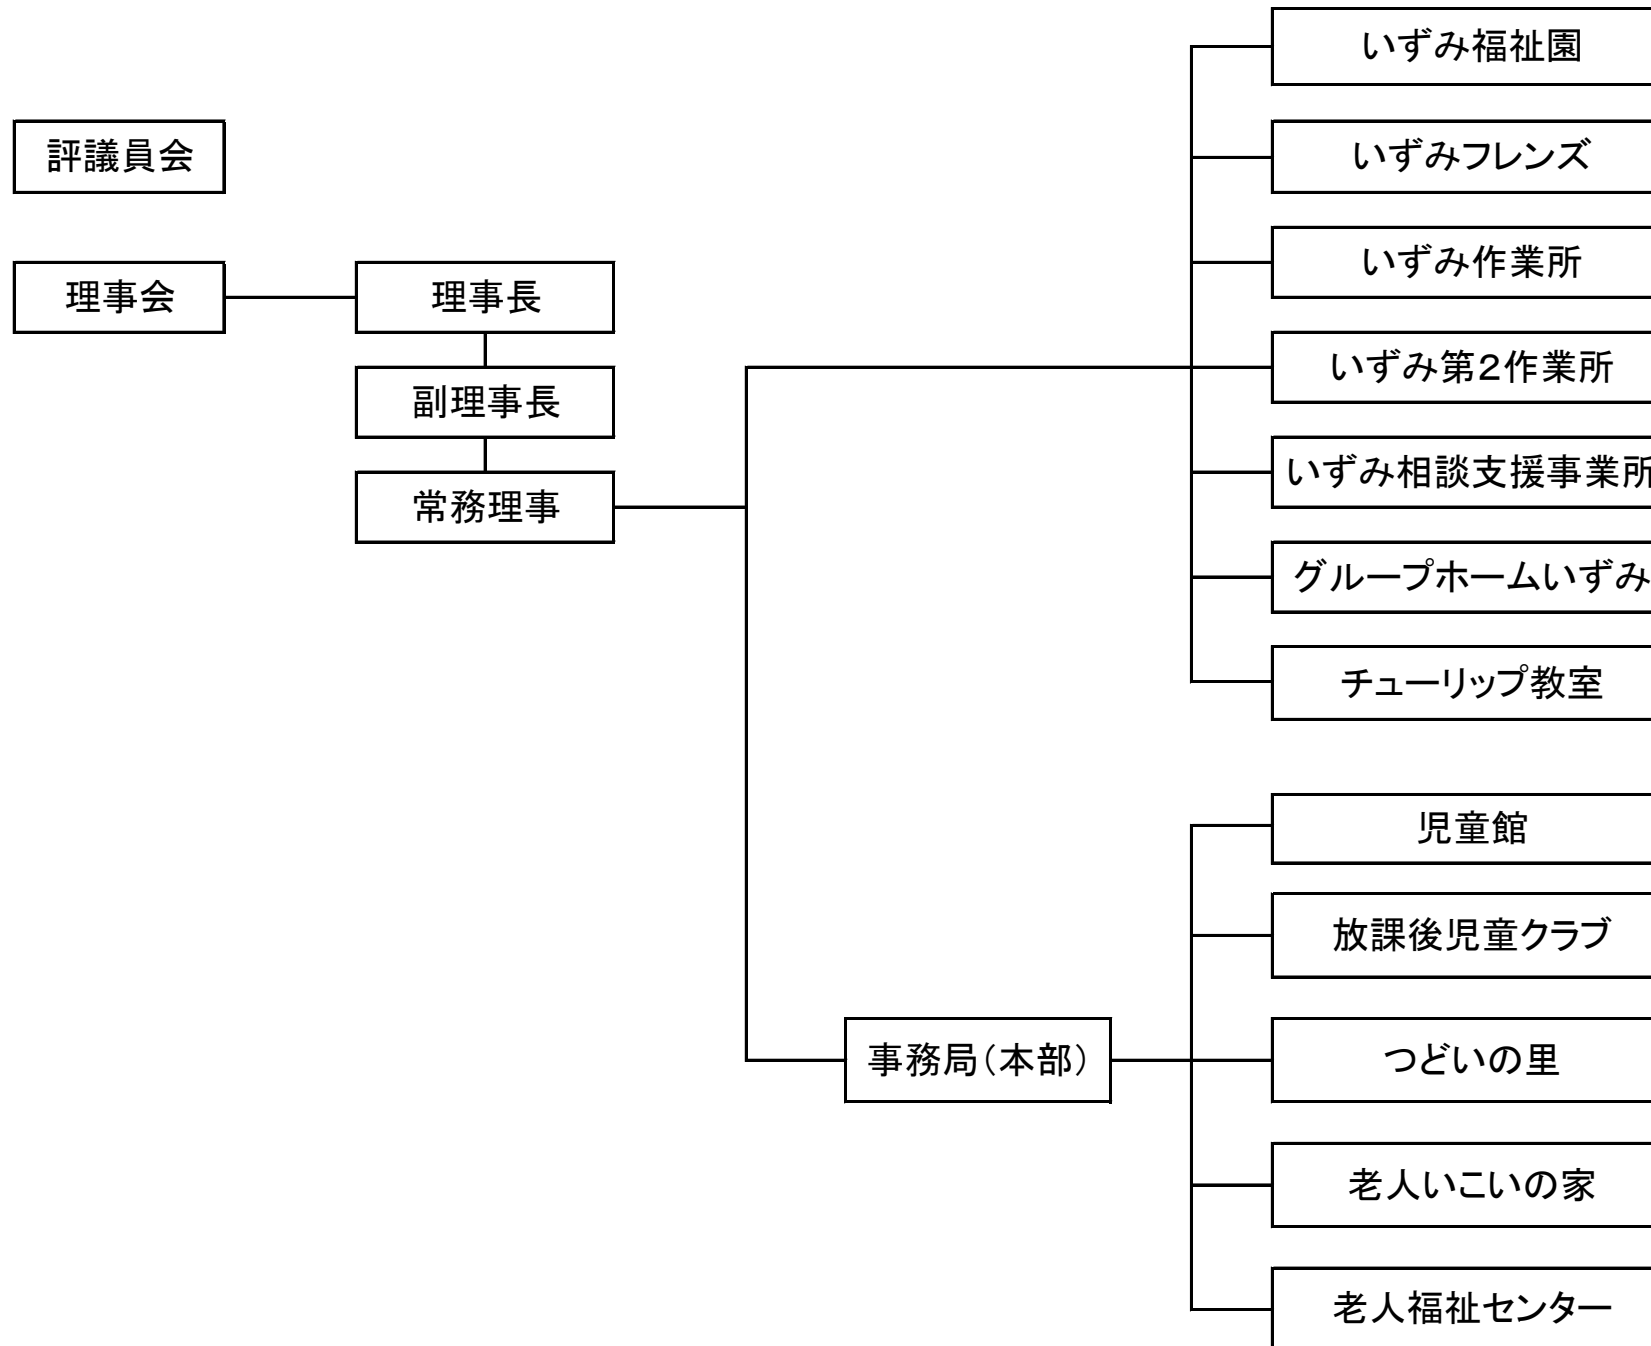 評議員会
理事会
理事長
副理事長
常務理事
いずみ福祉園
いずみフレンズ
いずみ作業所
いずみ第2作業所
いずみ相談支援事業所
グループホームいずみ
チューリップ教室
事務局(本部)
児童館
放課後児童クラブ
つどいの里
老人いこいの家
老人福祉センター